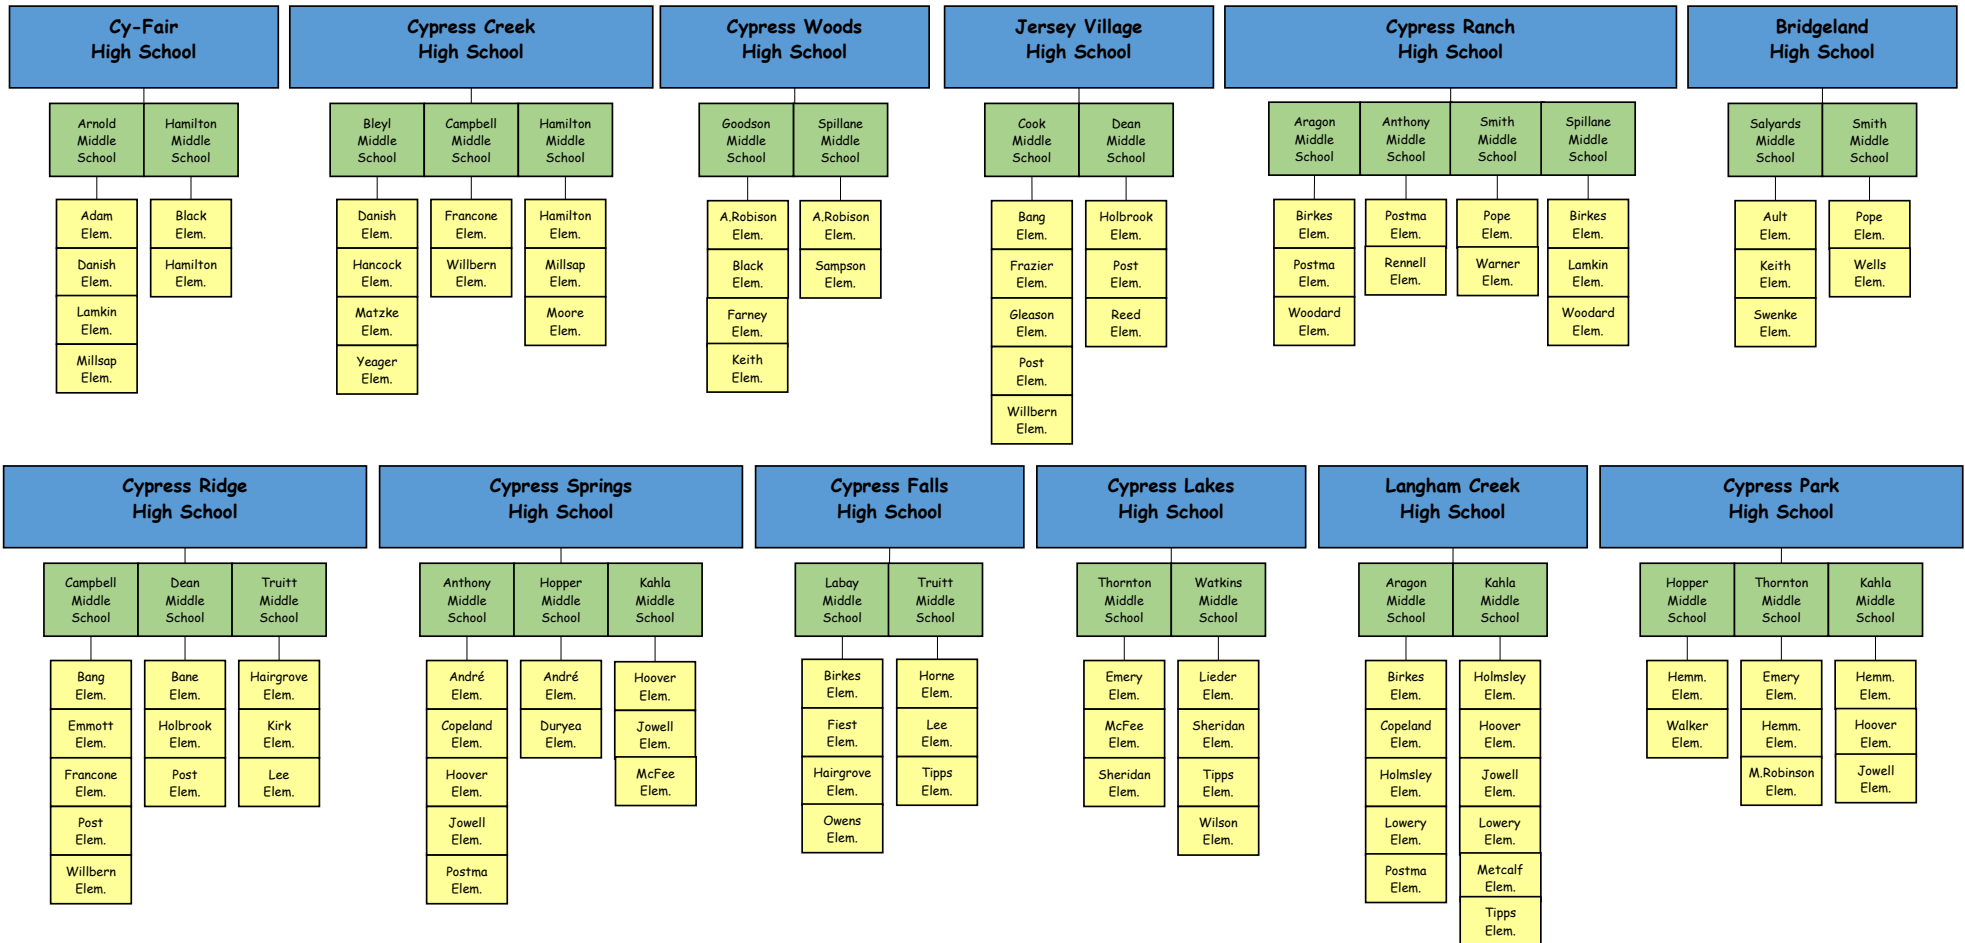 Cy-Fair
High School
Arnold
Middle
School
Hamilton
Middle
School
Adam
Elem.
Danish
Elem.
Lamkin
Elem.
Millsap
Elem.
Black
Elem.
Hamilton
Elem.
Cypress Creek
High School
Bleyl
Middle
School
Campbell
Middle
School
Hamilton
Middle
School
Danish
Elem.
Hancock
Elem.
Matzke
Elem.
Yeager
Elem.
Francone
Elem.
Willbern
Elem.
Hamilton
Elem.
Millsap
Elem.
Moore
Elem.
Cypress Woods
High School
Goodson
Middle
School
Spillane
Middle
School
A.Robison
Elem.
Black
Elem.
Farney
Elem.
Keith
Elem.
A.Robison
Elem.
Sampson
Elem.
Jersey Village
High School
Cook
Middle
School
Dean
Middle
School
Bang
Elem.
Frazier
Elem.
Gleason
Elem.
Post
Elem.
Willbern
Elem.
Holbrook
Elem.
Post
Elem.
Reed
Elem.
Cypress Ranch
High School
Aragon
Middle
School
Anthony
Middle
School
Smith
Middle
School
Spillane
Middle
School
Birkes
Elem.
Postma
Elem.
Woodard
Elem.
Postma
Elem.
Rennell
Elem.
Pope
Elem.
Warner
Elem.
Birkes
Elem.
Lamkin
Elem.
Woodard
Elem.
Bridgeland
High School
Salyards
Middle
School
Smith
Middle
School
Ault
Elem.
Keith
Elem.
Swenke
Elem.
Pope
Elem.
Wells
Elem.
Cypress Ridge
High School
Campbell
Middle
School
Dean
Middle
School
Truitt
Middle
School
Bang
Elem.
Emmott
Elem.
Francone
Elem.
Post
Elem.
Willbern
Elem.
Bane
Elem.
Holbrook
Elem.
Post
Elem.
Hairgrove
Elem.
Kirk
Elem.
Lee
Elem.
Cypress Springs
High School
Anthony
Middle
School
Hopper
Middle
School
Kahla
Middle
School
André
Elem.
Copeland
Elem.
Hoover
Elem.
Jowell
Elem.
Postma
Elem.
André
Elem.
Duryea
Elem.
Hoover
Elem.
Jowell
Elem.
McFee
Elem.
Cypress Falls
High School
Labay
Middle
School
Truitt
Middle
School
Birkes
Elem.
Fiest
Elem.
Hairgrove
Elem.
Owens
Elem.
Horne
Elem.
Lee
Elem.
Tipps
Elem.
Cypress Lakes
High School
Thornton
Middle
School
Watkins
Middle
School
Emery
Elem.
McFee
Elem.
Sheridan
Elem.
Lieder
Elem.
Sheridan
Elem.
Tipps
Elem.
Wilson
Elem.
Langham Creek
High School
Aragon
Middle
School
Kahla
Middle
School
Birkes
Elem.
Copeland
Elem.
Holmsley
Elem.
Lowery
Elem.
Postma
Elem.
Holmsley
Elem.
Hoover
Elem.
Jowell
Elem.
Lowery
Elem.
Metcalf
Elem.
Tipps
Elem.
Cypress Park
High School
Hopper
Middle
School
Thornton
Middle
School
Kahla
Middle
School
Hemm.
Elem.
Walker
Elem.
Emery
Elem.
Hemm.
Elem.
M.Robinson
Elem.
Hemm.
Elem.
Hoover
Elem.
Jowell
Elem.